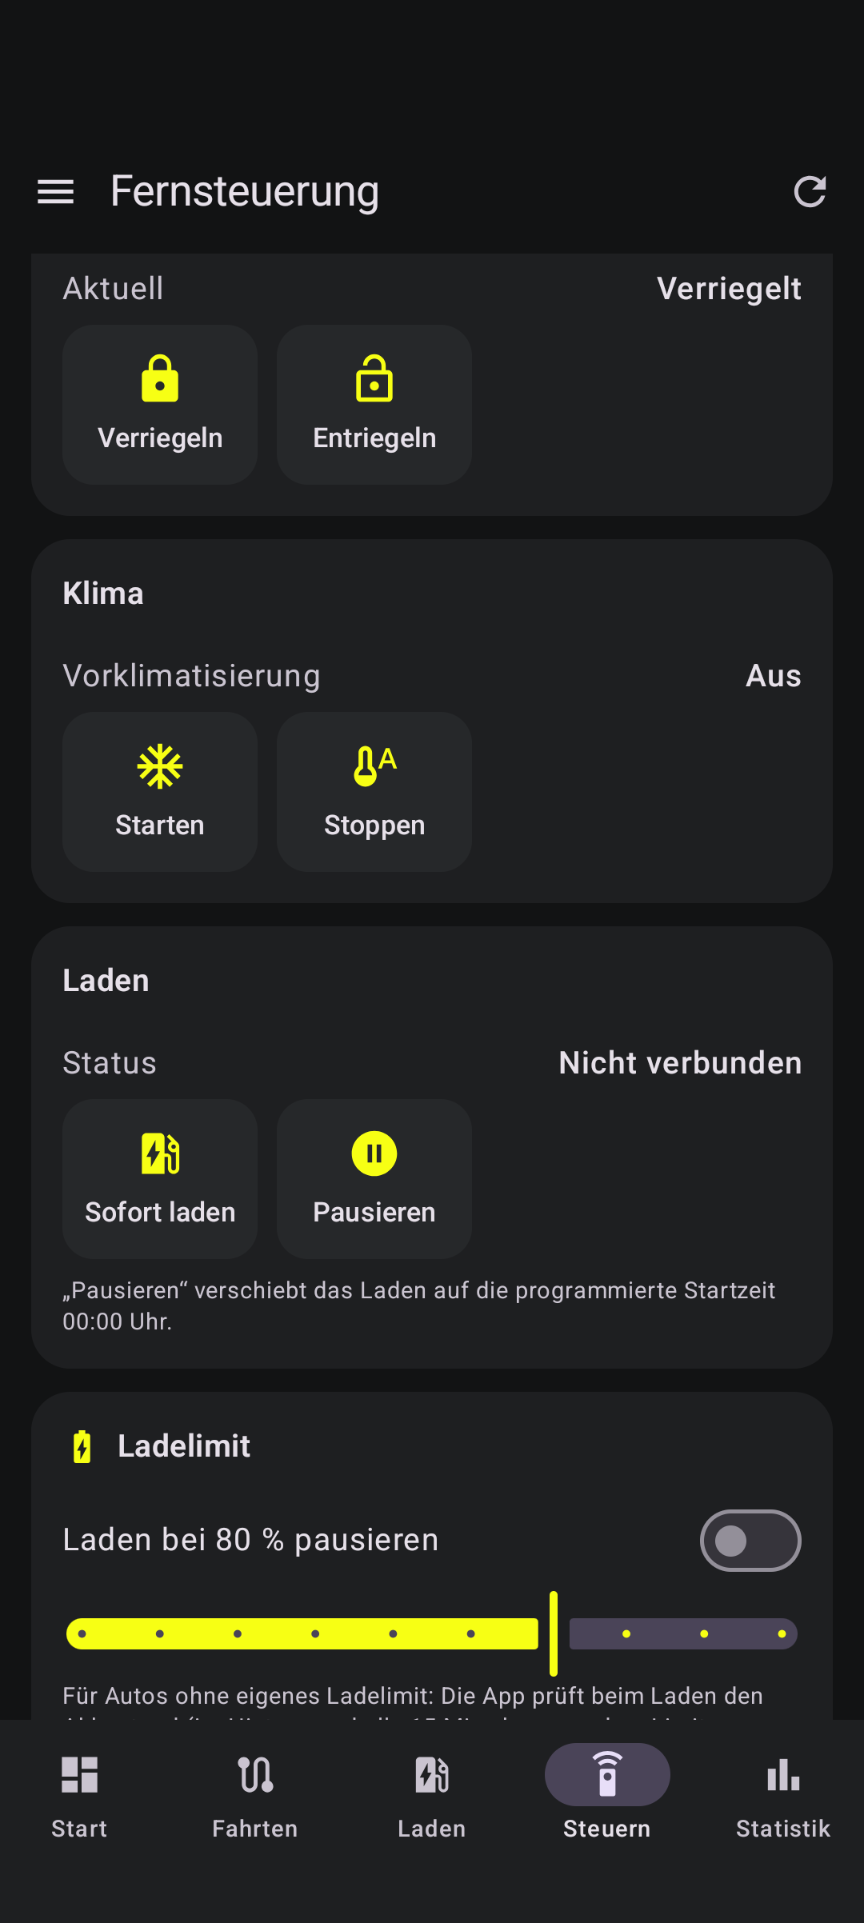 Fernsteuerung
Aktuell Verriegelt
Verriegeln Entriegeln
Klima
Vorklimatisierung Aus
A
Starten Stoppen
Laden
Status Nicht verbunden
Sofort laden Pausieren
„Pausieren“ verschiebt das Laden auf die programmierte Startzeit
00:00 Uhr.
Ladelimit
Laden bei 80 % pausieren
Für Autos ohne eigenes Ladelimit: Die App prüft beim Laden den
Start Fahrten Laden Steuern Statistik